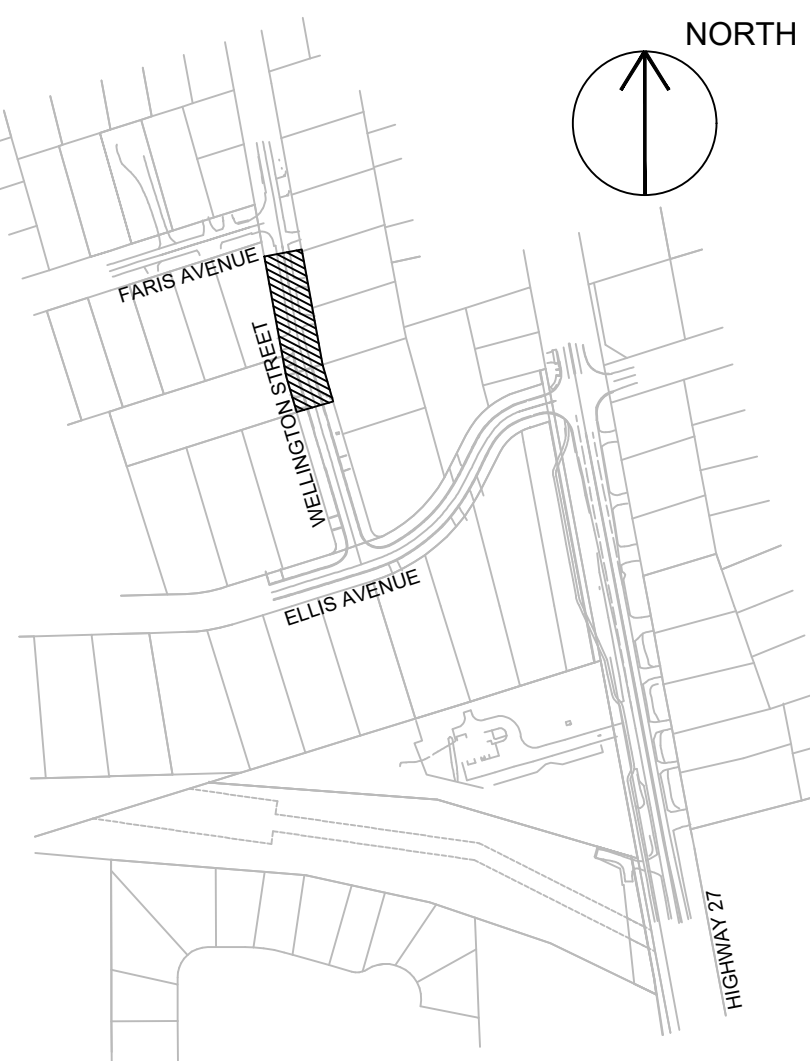 NORTH
FARIS AVENUE
WELLINGTON STREET
ELLIS AVENUE
HIGHWAY 27